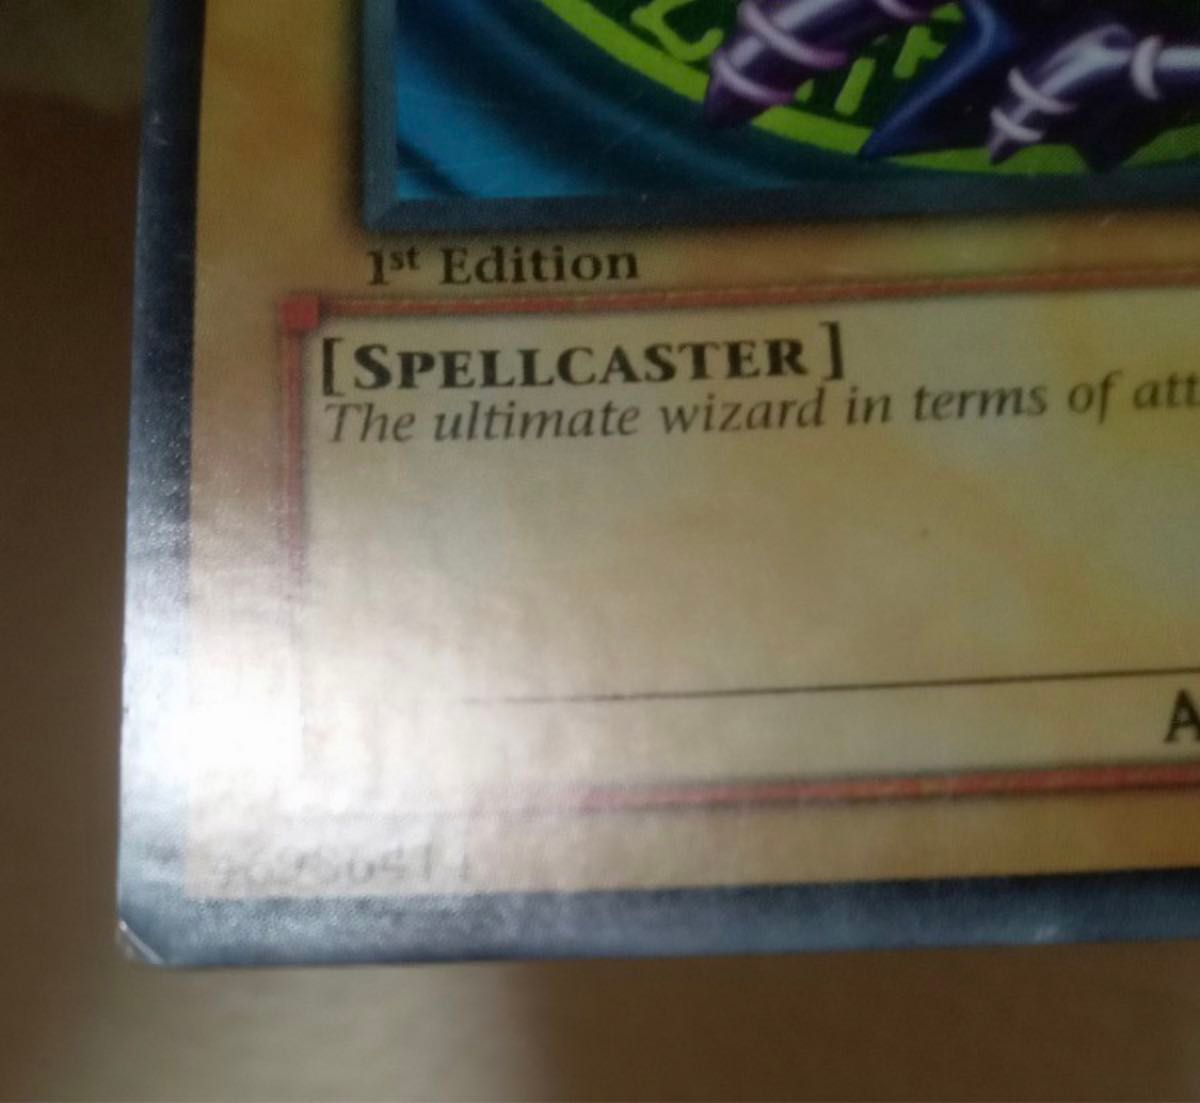 1st Edition
[SPELLCASTER]
The ultimate wizard in terms of att
A